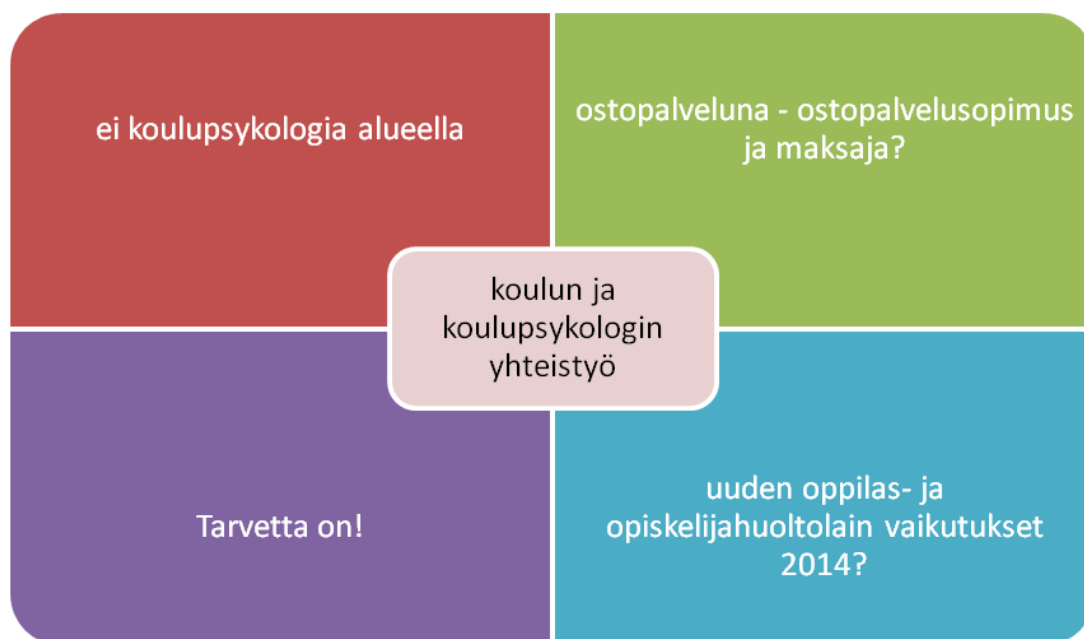 ei koulupsykologia alueella
ostopalveluna - ostopalvelusopimus
ja maksaja?
koulun ja
koulupsykologin
yhteistyö
Tarvetta on!
uuden oppilas- ja
opiskelijahuoltolain vaikutukset
2014?